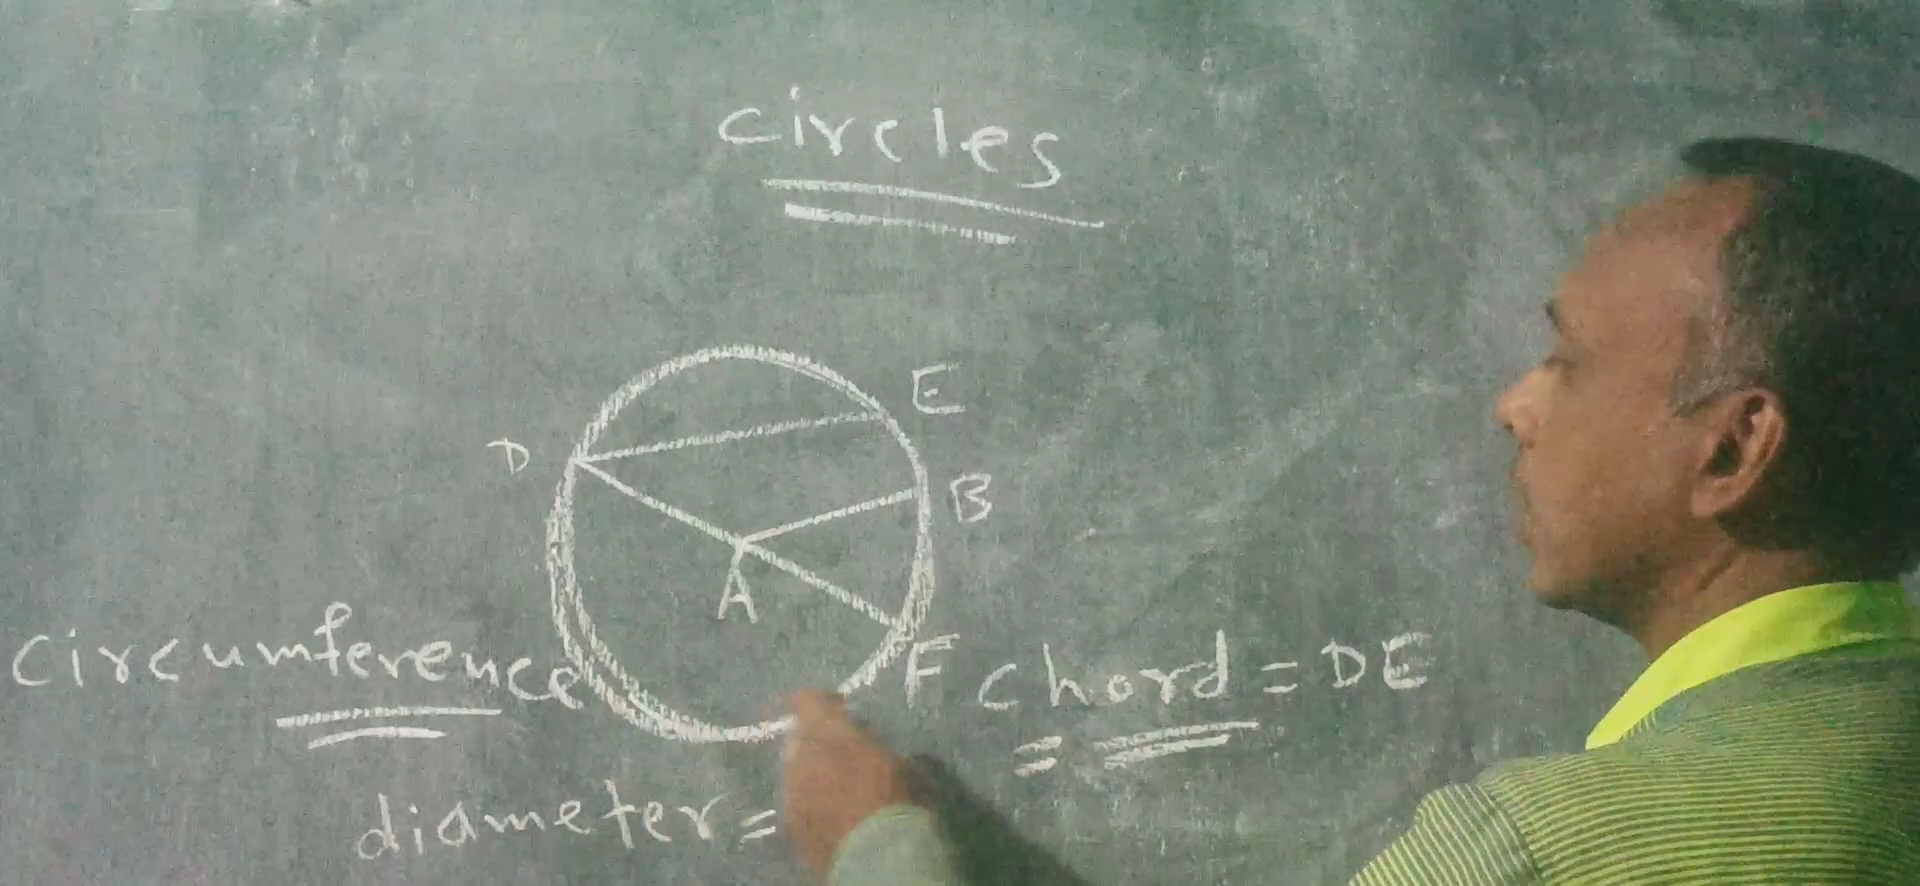 circles
E
D
B
A
circumference
F chord = DE
diameter =